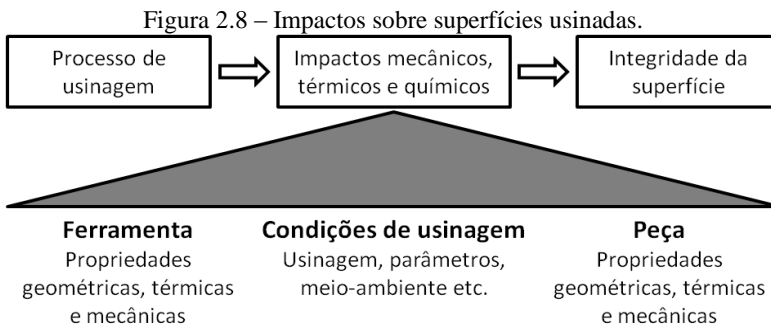 Figura 2.8 – Impactos sobre superfícies usinadas.
Processo de
usinagem
Impactos mecânicos,
térmicos e químicos
Integridade da
superfície
Ferramenta
Propriedades
geométricas, térmicas
e mecânicas
Condições de usinagem
Usinagem, parâmetros,
meio-ambiente etc.
Peça
Propriedades
geométricas, térmicas
e mecânicas